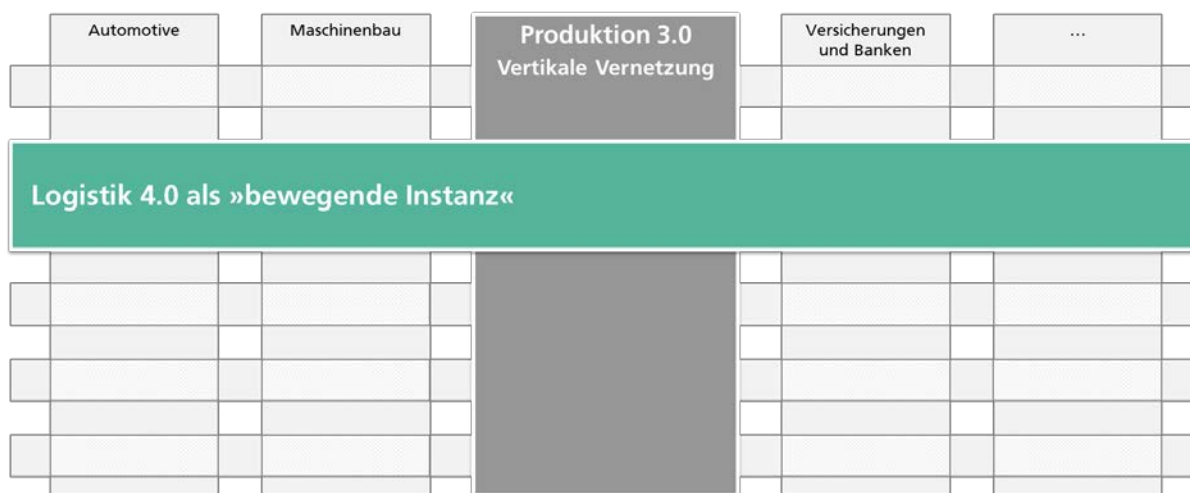 Automotive
Maschinenbau
Produktion 3.0
Vertikale Vernetzung
Versicherungen
und Banken
...
Logistik 4.0 als »bewegende Instanz«